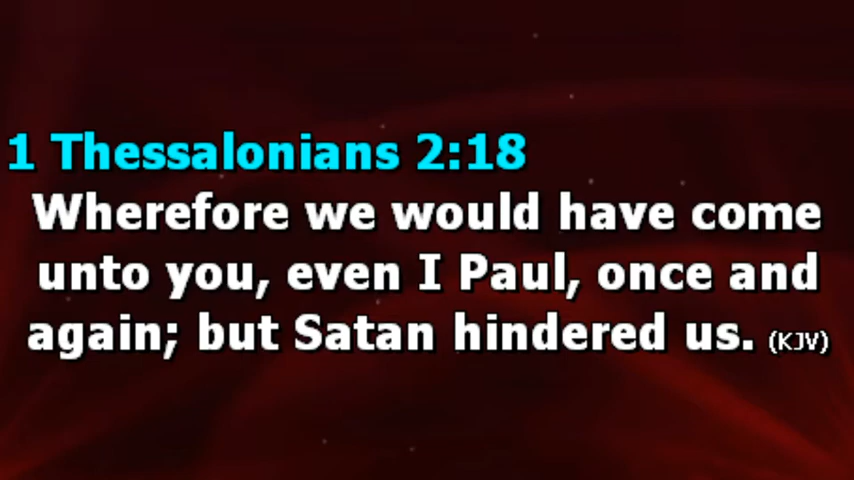 1 Thessalonians 2:18
Wherefore we would have come
unto you, even I Paul, once and
again; but Satan hindered us. (KJV)